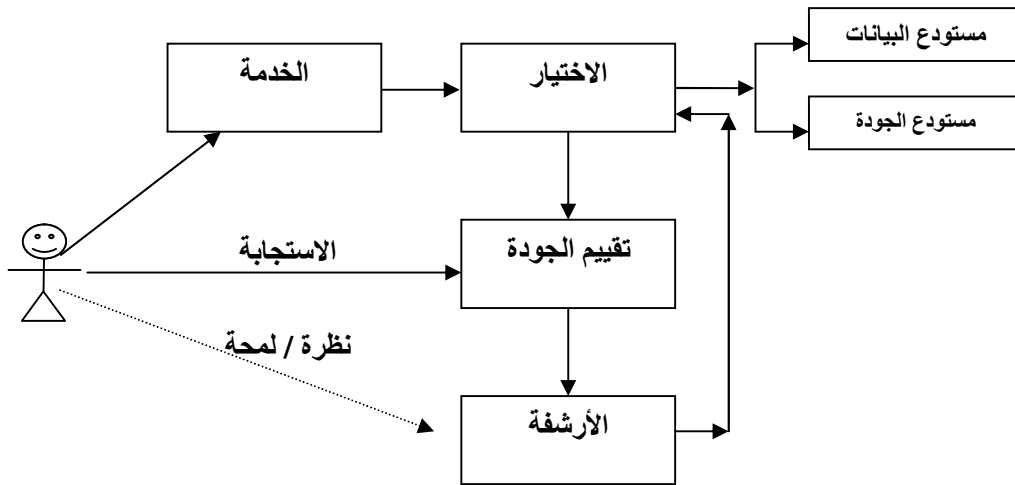 مستودع البيانات
الخدمة
الاختيار
مستودع الجودة
تقييم الجودة
الاستجابة
نظرة / لمحة
الأرشفة